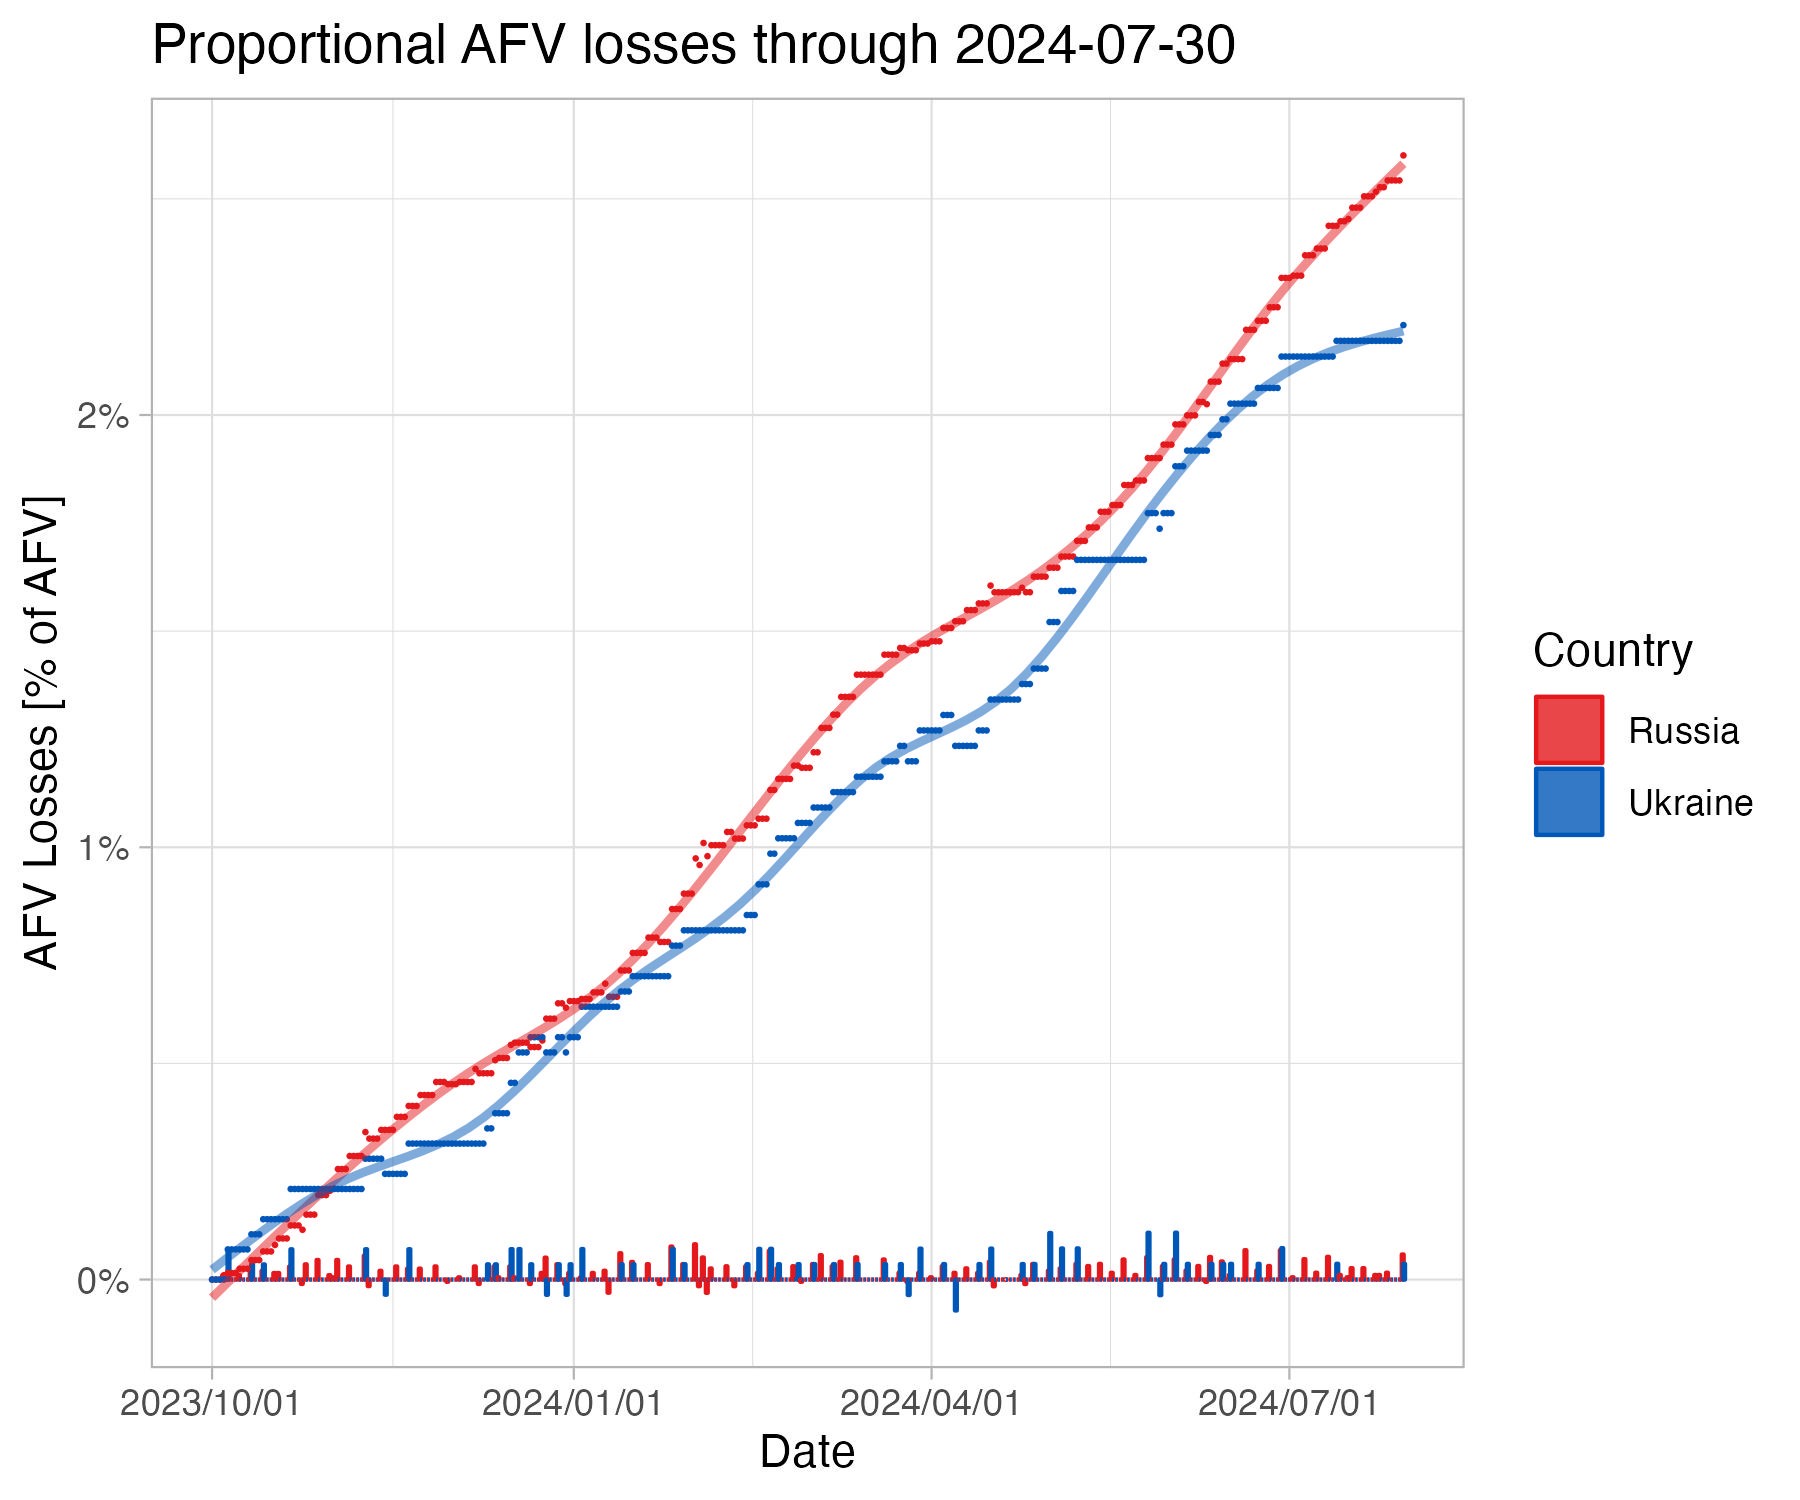 Proportional AFV losses through 2024-07-30
AFV Losses [% of AFV]
2%
1%
0%
2023/10/01
2024/01/01
2024/04/01
2024/07/01
Date
Country
Russia
Ukraine